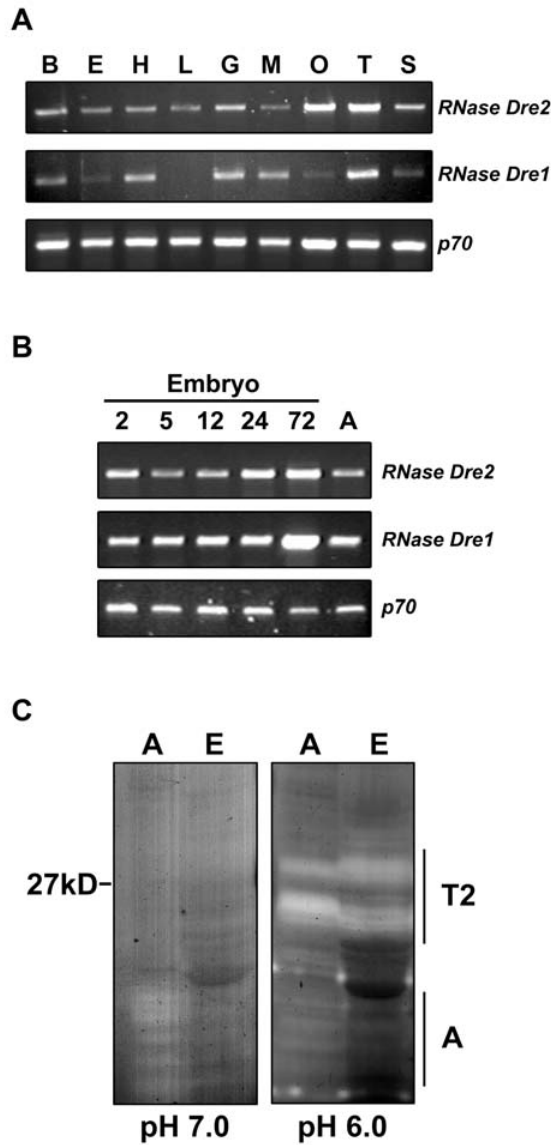 A
B E H L G M O T S
RNase Dre2
RNase Dre1
p70
B
Embryo
2 5 12 24 72 A
RNase Dre2
RNase Dre1
p70
C
A E A E
27kD
T2
A
pH 7.0 pH 6.0